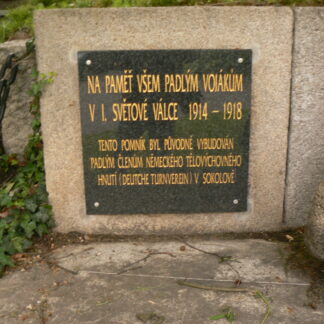 NA PAMĚŤ VŠEM PADLÝM VOJÁKŮM
V I. SVĚTOVÉ VÁLCE 1914 – 1918
TENTO POMNÍK BYL PŮVODNĚ VYBUDOVÁN
PADLÝM ČLENŮM NĚMECKÉHO TĚLOVÝCHOVNÉHO
HNUTÍ (DEUTCHE TURNVEREIN) V SOKOLOVĚ